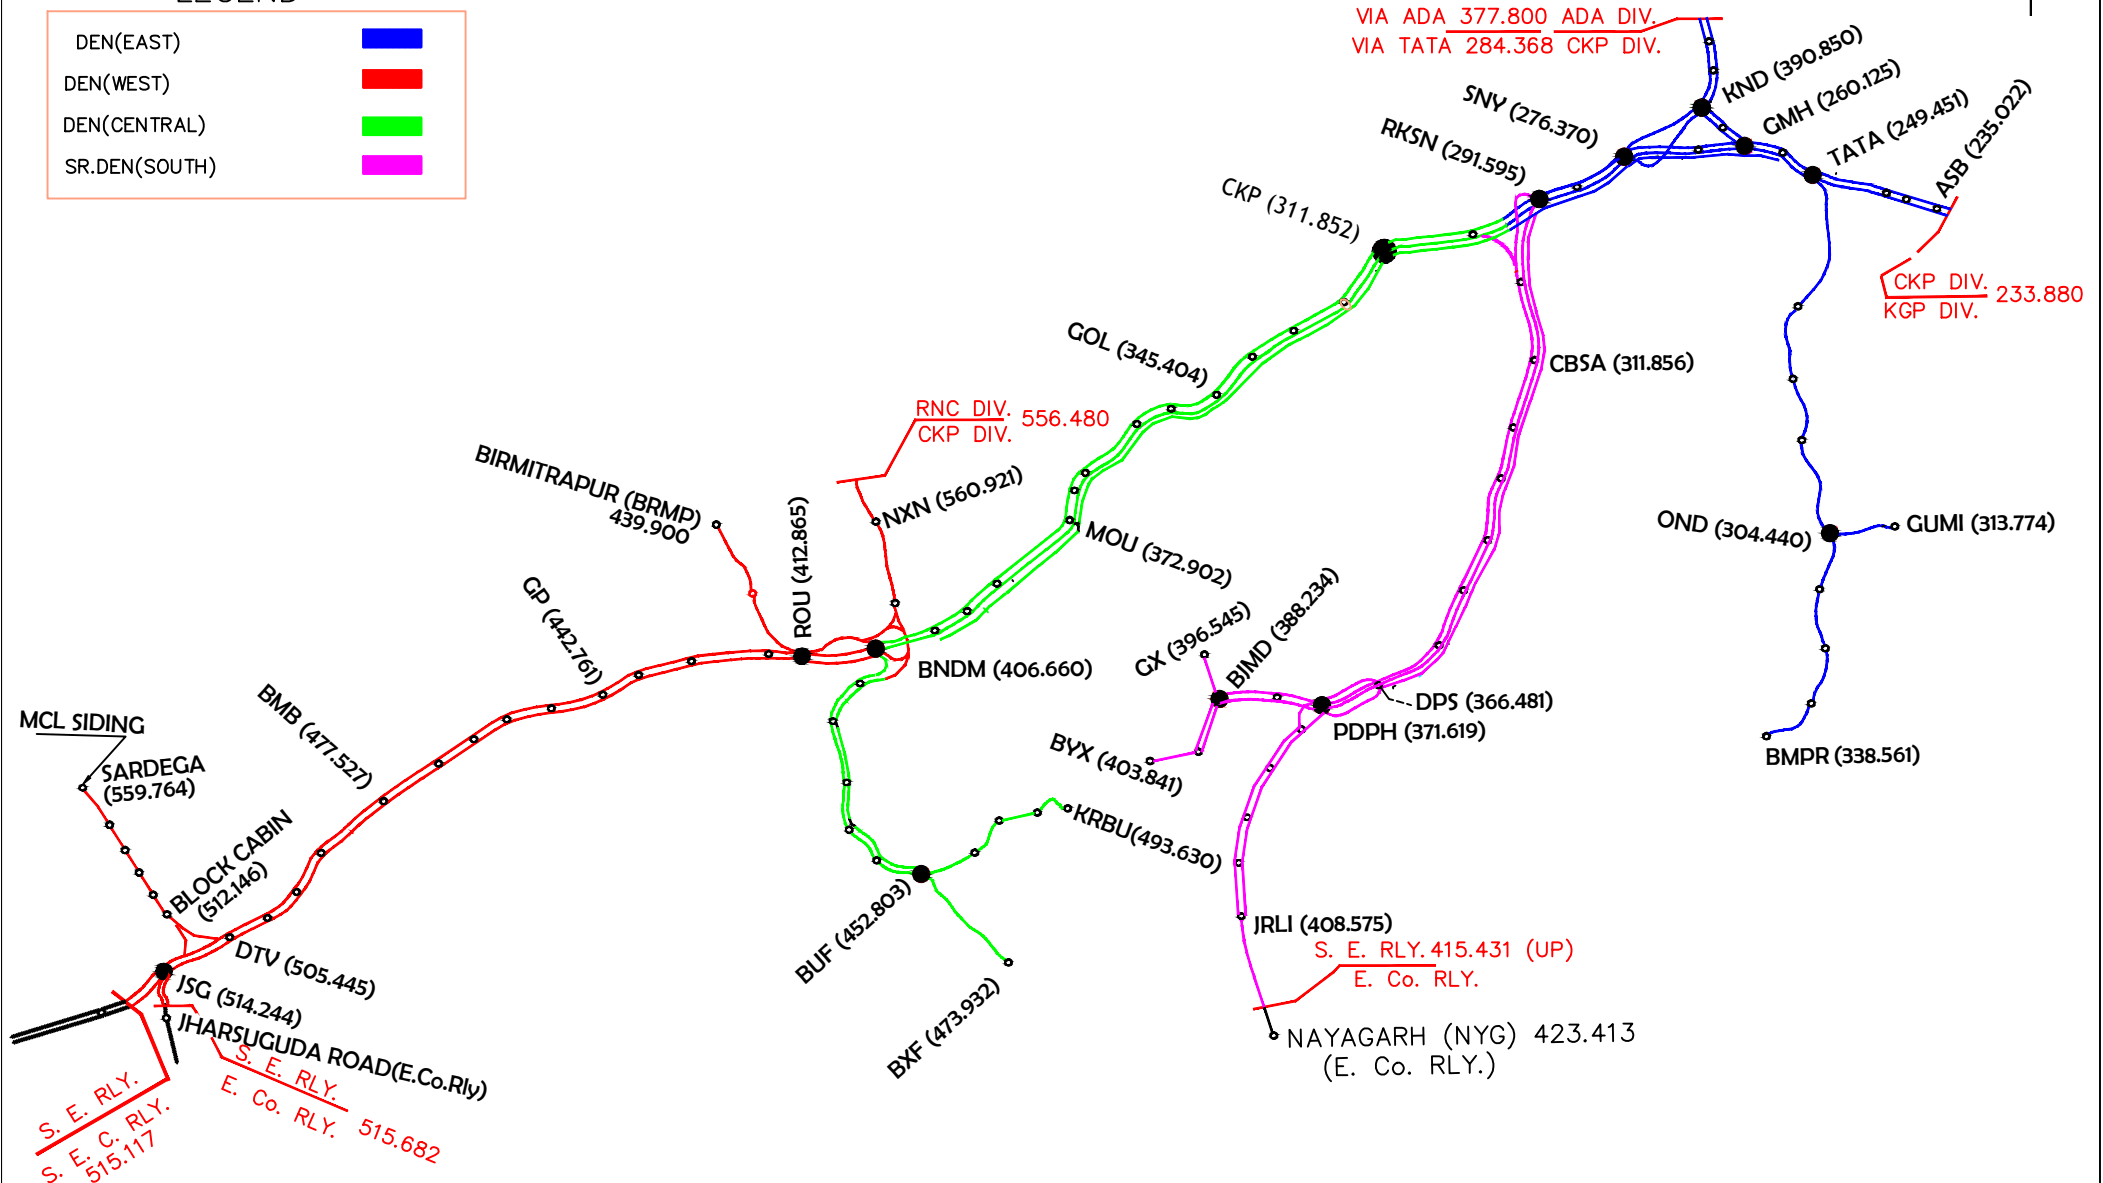 LEGEND
DEN(EAST)
DEN(WEST)
DEN(CENTRAL)
SR.DEN(SOUTH)
VIA ADA 377.800 ADA DIV.
VIA TATA 284.368 CKP DIV.
KND (390.850)
GMH (260.125)
TATA (249.451)
ASB (235.022)
SNY (276.370)
RKSN (291.595)
CKP (311.852)
CKP DIV.
KGP DIV.
233.880
GOL (345.404)
CBSA (311.856)
RNC DIV.
CKP DIV.
556.480
BIRMITRAPUR (BRMP)
439.900
NXN (560.921)
ROU (412.865)
MOU (372.902)
OND (304.440)
GUMI (313.774)
GP (442.761)
BNDM (406.660)
GX (396.545)
BJMD (388.234)
DPS (366.481)
PDPH (371.619)
BMB (477.527)
BYX (403.841)
BMPR (338.561)
MCL SIDING
SARDEGA
(559.764)
KRBU(493.630)
BLOCK CABIN
(512.146)
DTV (505.445)
BUF (452.803)
JRLI (408.575)
S. E. RLY. 415.431 (UP)
E. Co. RLY.
JSG (514.244)
JHARSUGUDA ROAD(E.Co.Rly)
BXF (473.932)
NAYAGARH (NYG) 423.413
(E. Co. RLY.)
S. E. RLY.
E. Co. RLY.
515.682
S. E. RLY.
S. E. C. RLY.
515.117